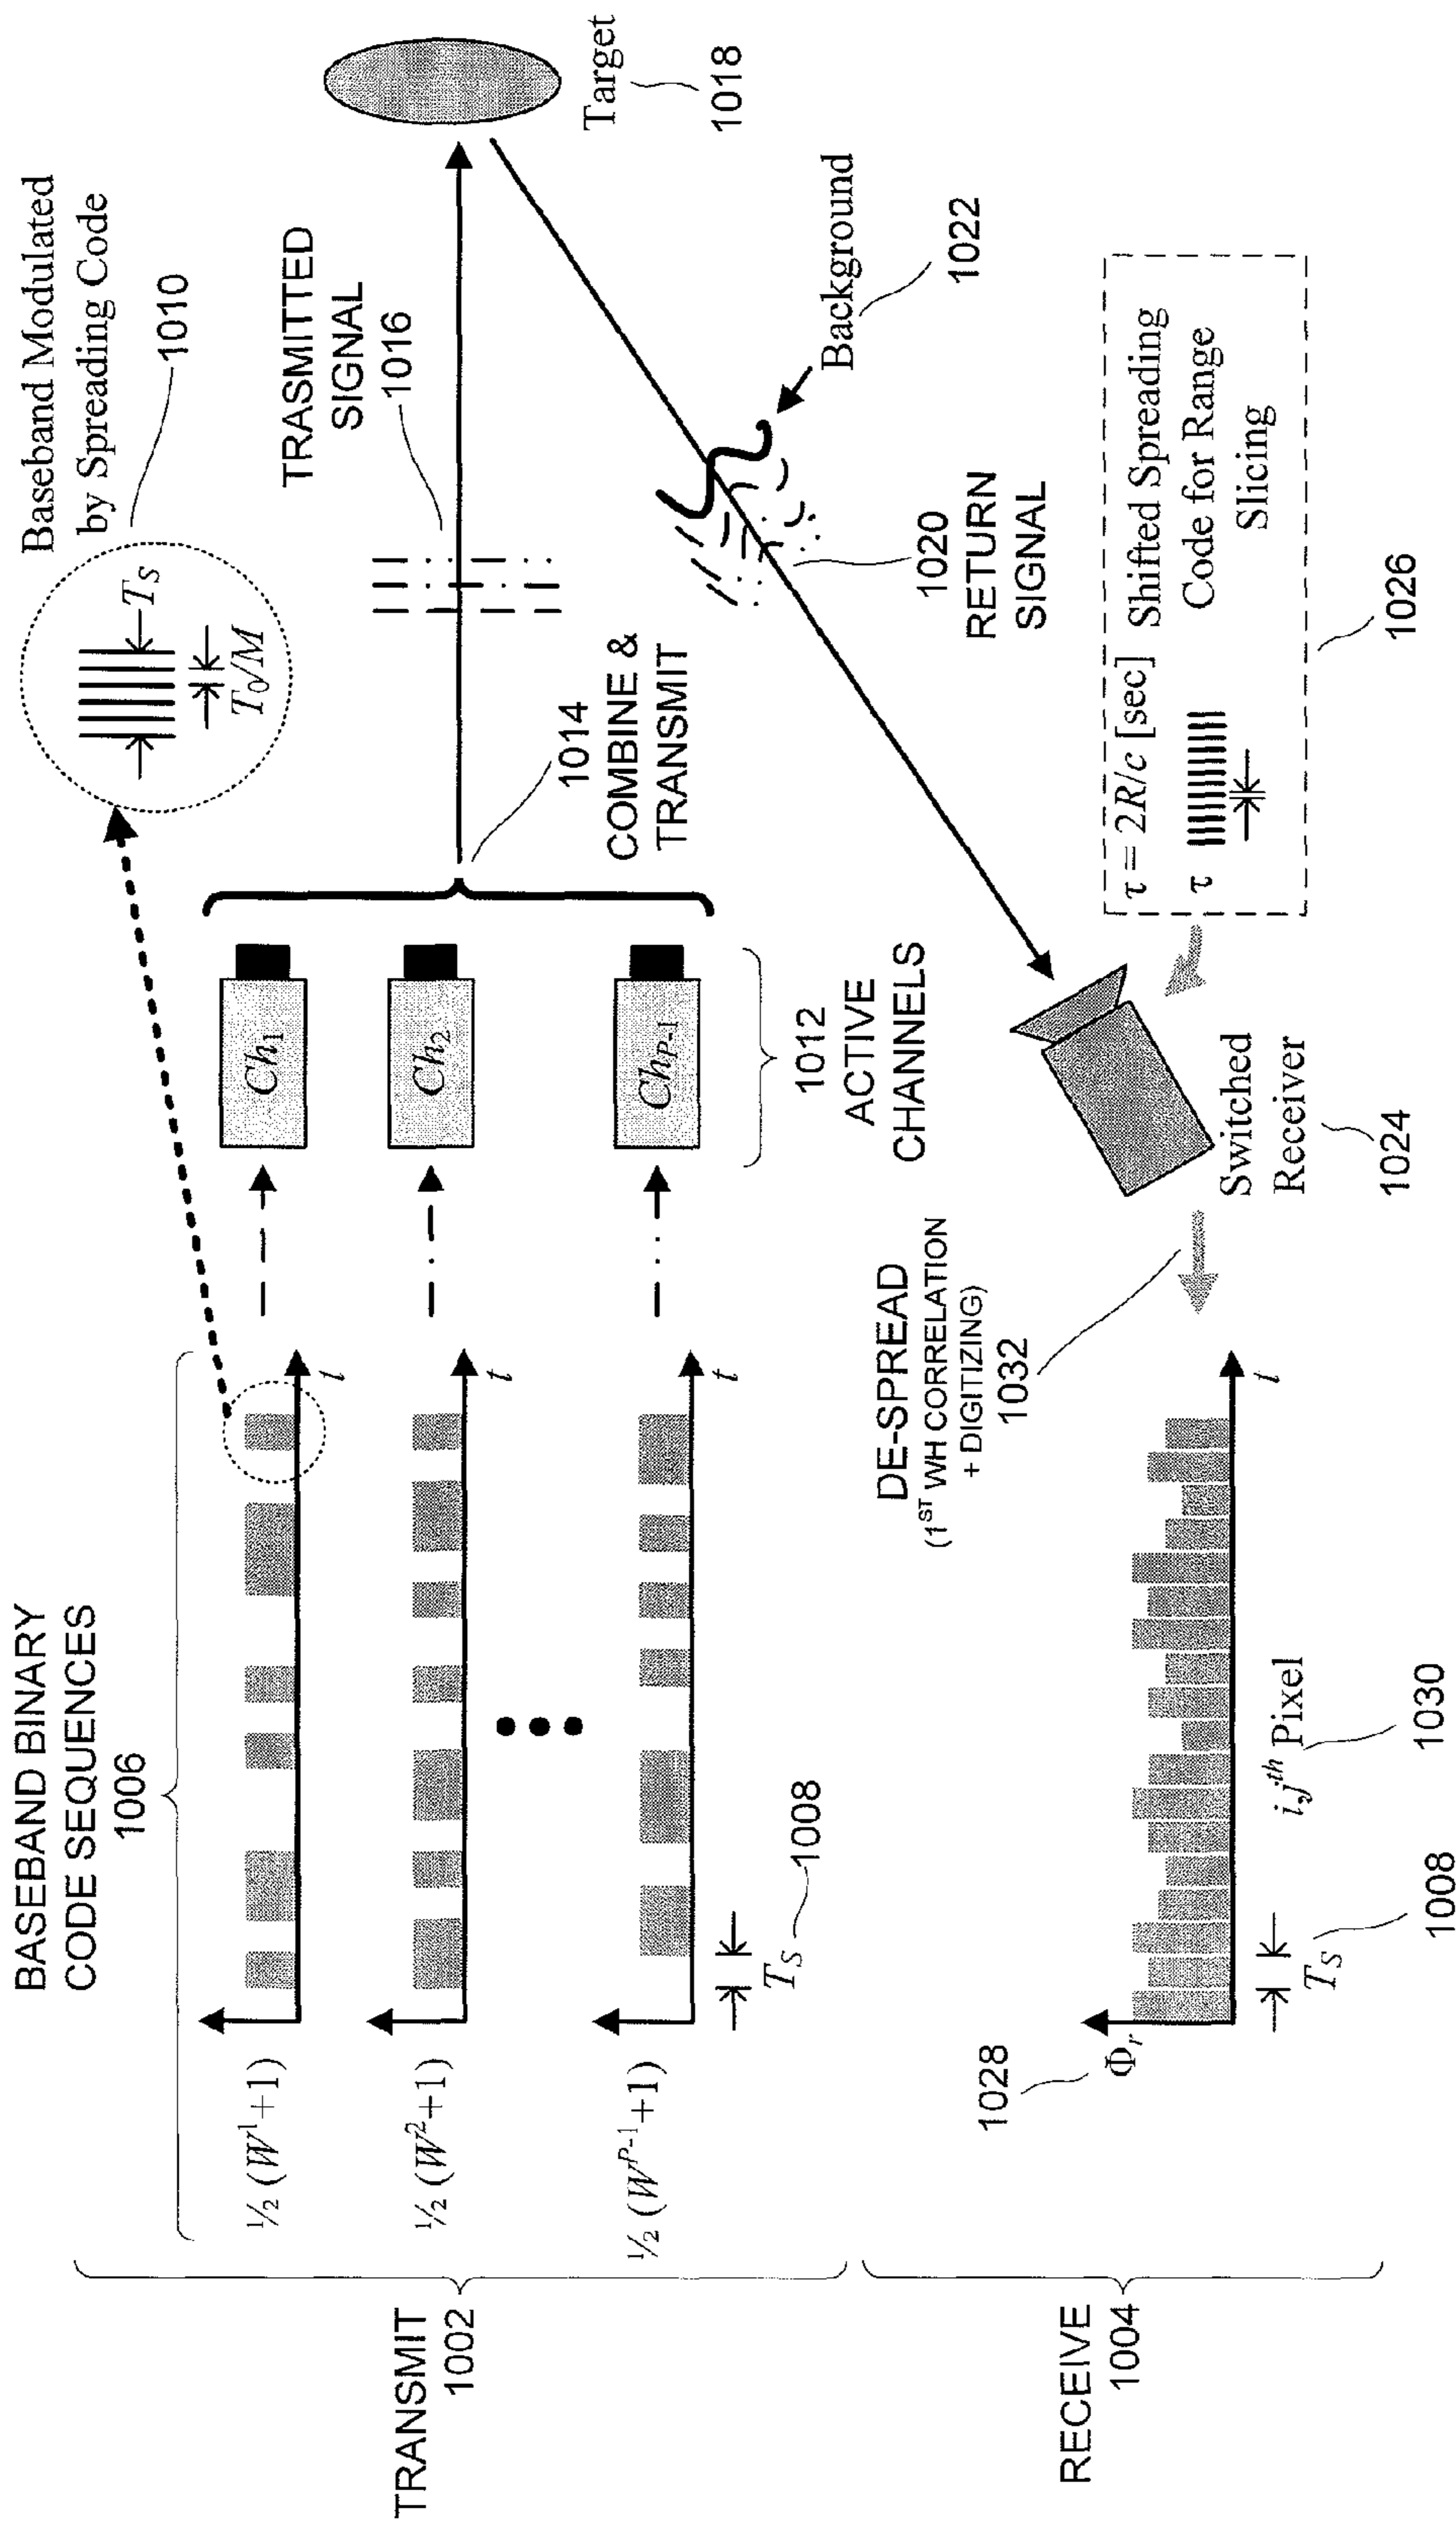 BASEBAND BINARY
CODE SEQUENCES
1006
Baseband Modulated
by Spreading Code
1010
T_S
T_0/M
TRANSMIT
1002
½ (W^1+1)
t
Ch_1
½ (W^2+1)
t
Ch_2
½ (W^{P-1}+1)
t
Ch_{P-1}
T_S
1008
1012
ACTIVE
CHANNELS
1014
COMBINE &
TRANSMIT
TRASMITTED
SIGNAL
1016
Target
1018
Background
1022
1020
RETURN
SIGNAL
RECEIVE
1004
1028
Φ_r
t
T_S
1008
i,j^{th} Pixel
1030
DE-SPREAD
(1^{ST} WH CORRELATION
+ DIGITIZING)
1032
Switched
Receiver
1024
τ = 2R/c [sec] Shifted Spreading
Code for Range
Slicing
τ
1026